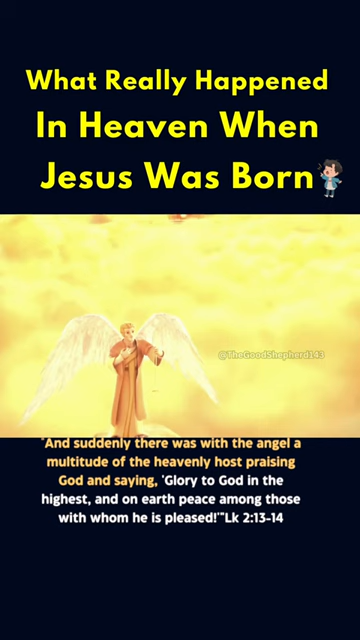 What Really Happened
In Heaven When
Jesus Was Born
@TheGoodShepherd143
"And suddenly there was with the angel a
multitude of the heavenly host praising
God and saying, 'Glory to God in the
highest, and on earth peace among those
with whom he is pleased!'"Lk 2:13-14